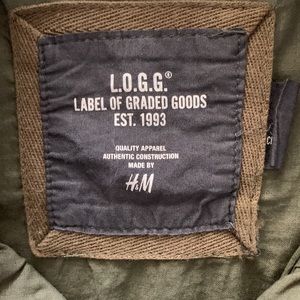 L.O.G.G.®
LABEL OF GRADED GOODS
EST. 1993
QUALITY APPAREL
AUTHENTIC CONSTRUCTION
MADE BY
H&M